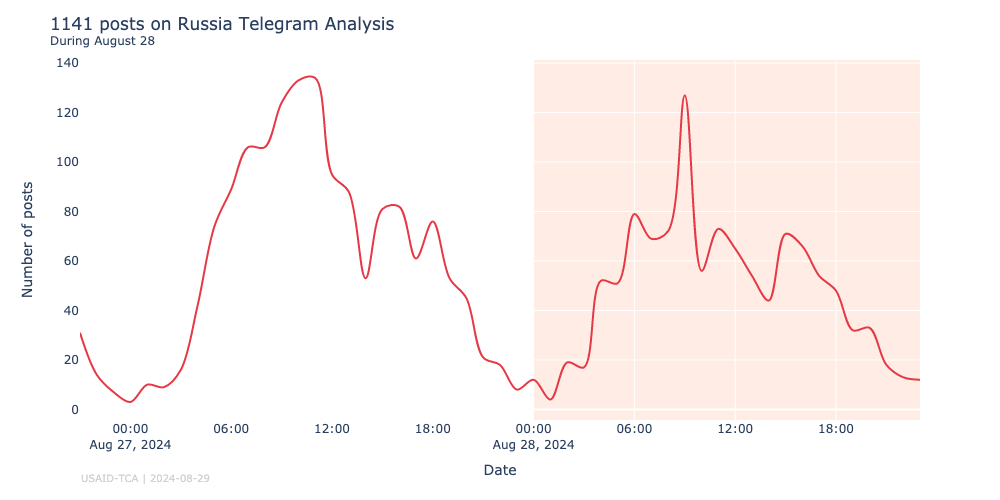 1141 posts on Russia Telegram Analysis
During August 28
140
120
100
80
60
40
20
0
Number of posts
00:00
Aug 27, 2024
06:00
12:00
18:00
00:00
Aug 28, 2024
06:00
12:00
18:00
Date
USAID-TCA | 2024-08-29